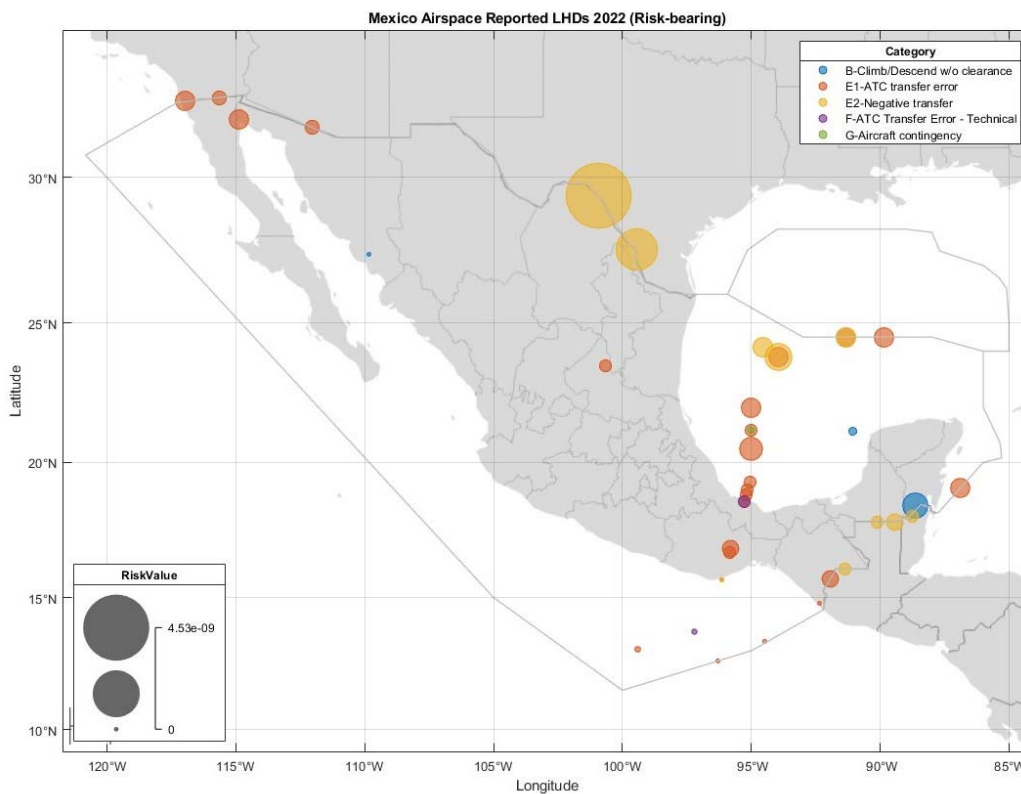 Mexico Airspace Reported LHDs 2022 (Risk-bearing)
Category
B-Climb/Descend w/o clearance
E1-ATC transfer error
E2-Negative transfer
F-ATC Transfer Error - Technical
G-Aircraft contingency
30°N
25°N
20°N
15°N
10°N
Latitude
RiskValue
4.53e-09
0
120°W
115°W
110°W
105°W
100°W
95°W
90°W
85°W
Longitude